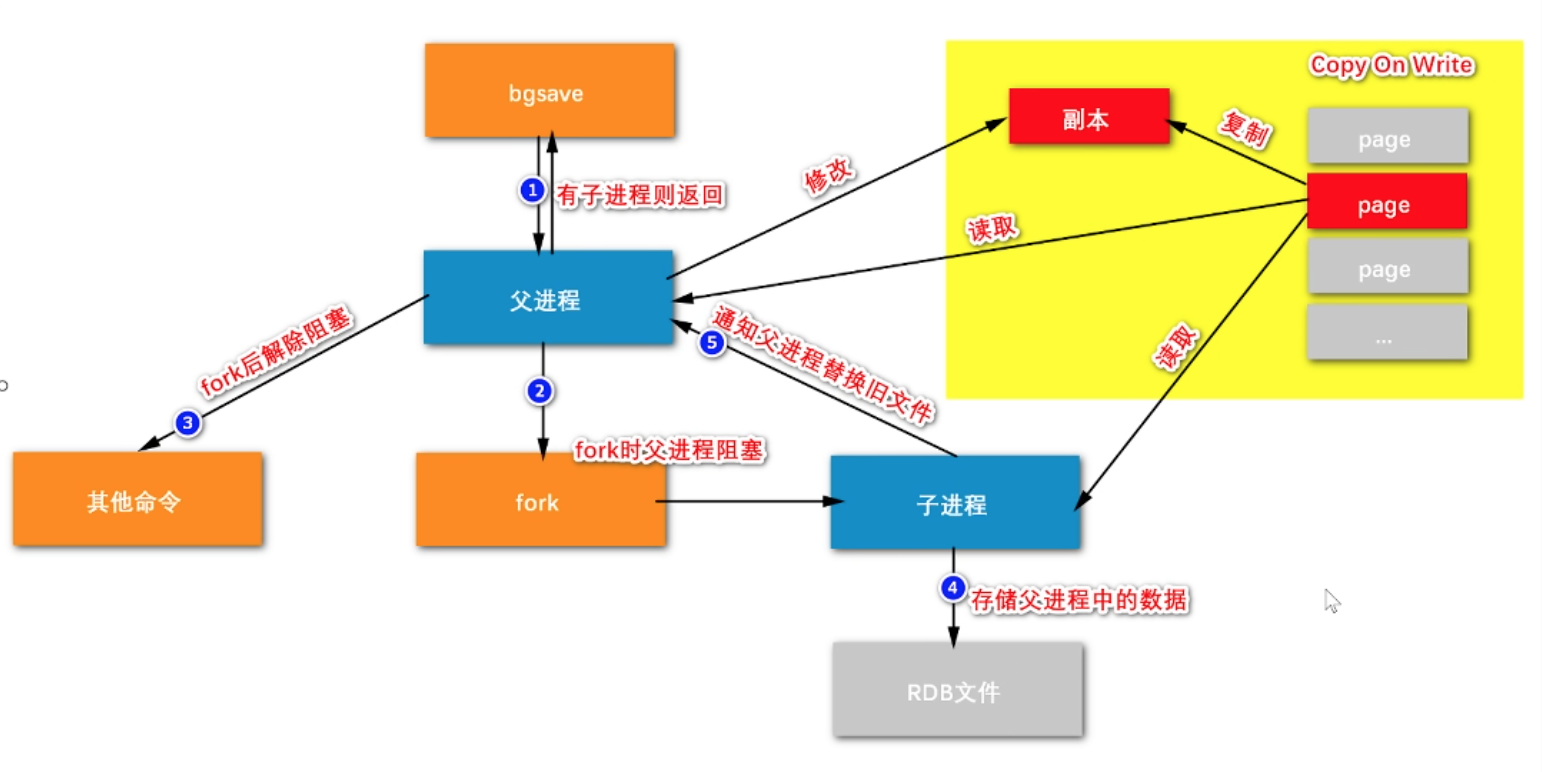 Copy On Write
bgsave
副本
复制
page
修改
1
有子进程则返回
page
读取
page
父进程
通知父进程替换旧文件
5
...
fork后解除阻塞
读取
2
3
fork时父进程阻塞
其他命令
fork
子进程
4
存储父进程中的数据
RDB文件